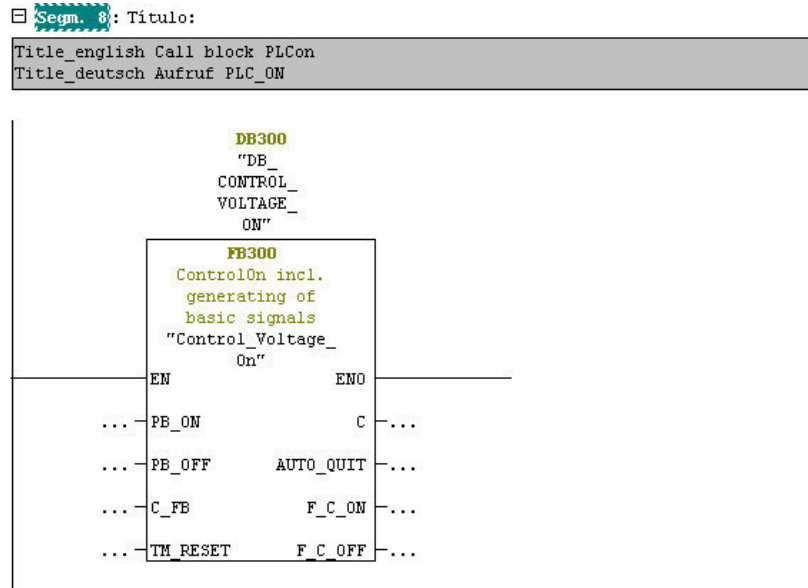 Segm. 8: Título:
Title_english Call block PLCon
Title_deutsch Aufruf PLC_ON
DB300
"DB_
CONTROL_
VOLTAGE_
ON"
FB300
ControlOn incl.
generating of
basic signals
"Control_Voltage_
On"
EN ENO
... PB_ON C ...
... PB_OFF AUTO_QUIT ...
... C_FB F_C_ON ...
... TM_RESET F_C_OFF ...